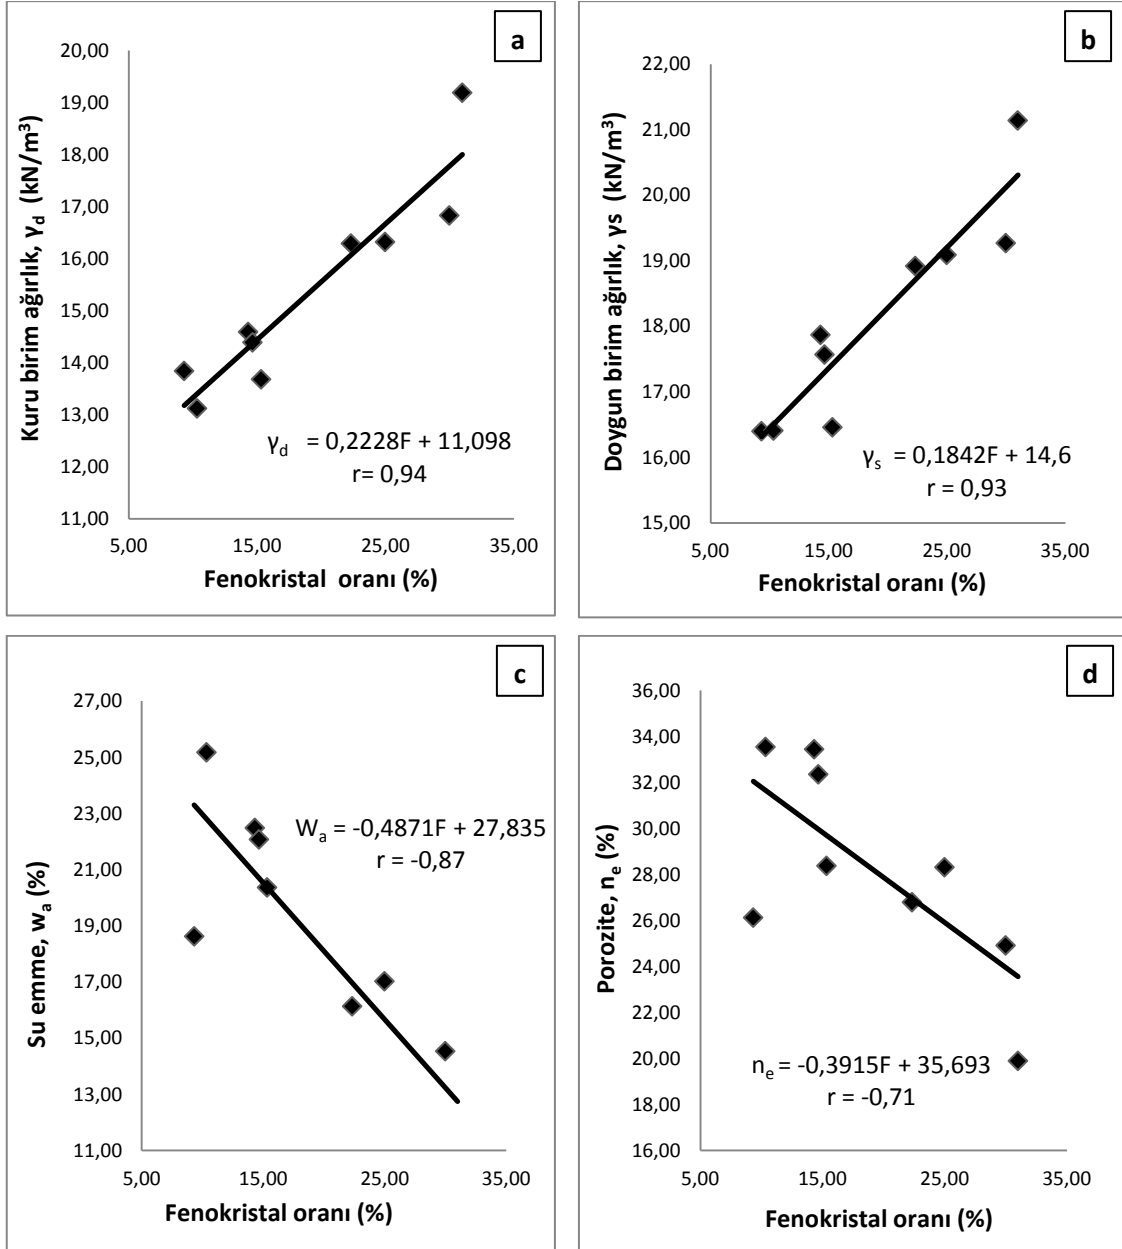 a
20,00
19,00
18,00
17,00
16,00
15,00
14,00
13,00
12,00
11,00
Kuru birim ağırlık, γd (kN/m³)
γd = 0,2228F + 11,098
r= 0,94
5,00 15,00 25,00 35,00
Fenokristal oranı (%)
b
22,00
21,00
20,00
19,00
18,00
17,00
16,00
15,00
Doygun birim ağırlık, γs (kN/m³)
γs = 0,1842F + 14,6
r = 0,93
5,00 15,00 25,00 35,00
Fenokristal oranı (%)
c
27,00
25,00
23,00
21,00
19,00
17,00
15,00
13,00
11,00
Su emme, wa (%)
Wa = -0,4871F + 27,835
r = -0,87
5,00 15,00 25,00 35,00
Fenokristal oranı (%)
d
36,00
34,00
32,00
30,00
28,00
26,00
24,00
22,00
20,00
18,00
16,00
Porozite, ne (%)
ne = -0,3915F + 35,693
r = -0,71
5,00 15,00 25,00 35,00
Fenokristal oranı (%)